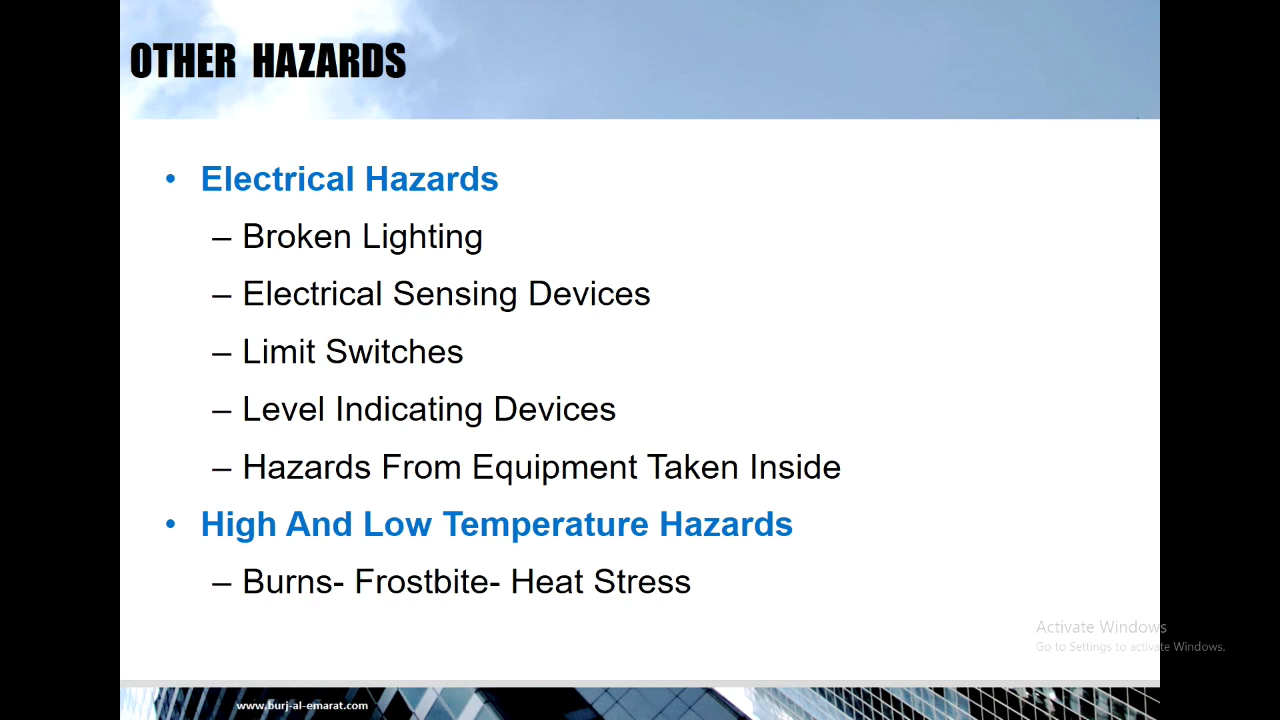 OTHER HAZARDS
• Electrical Hazards
– Broken Lighting
– Electrical Sensing Devices
– Limit Switches
– Level Indicating Devices
– Hazards From Equipment Taken Inside
• High And Low Temperature Hazards
– Burns- Frostbite- Heat Stress
Activate Windows
Go to Settings to activate Windows.
www.burj-al-emarat.com